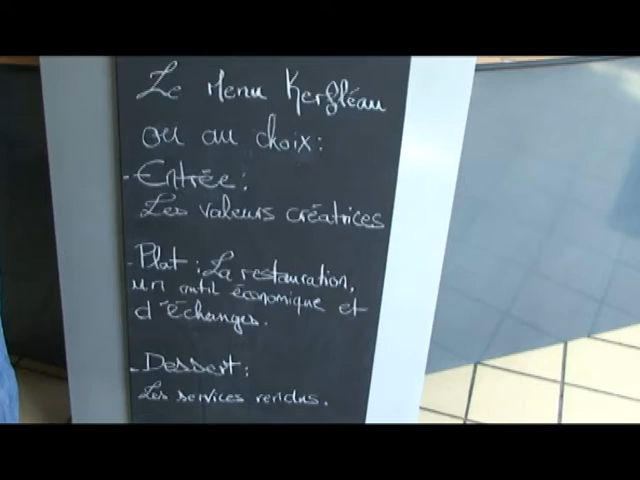 Le Menu Kerfléau
ou au choix:
- Entrée:
Les valeurs créatrices
- Plat: La restauration,
un outil économique et
d'échanges.
- Dessert:
Les services rendus.